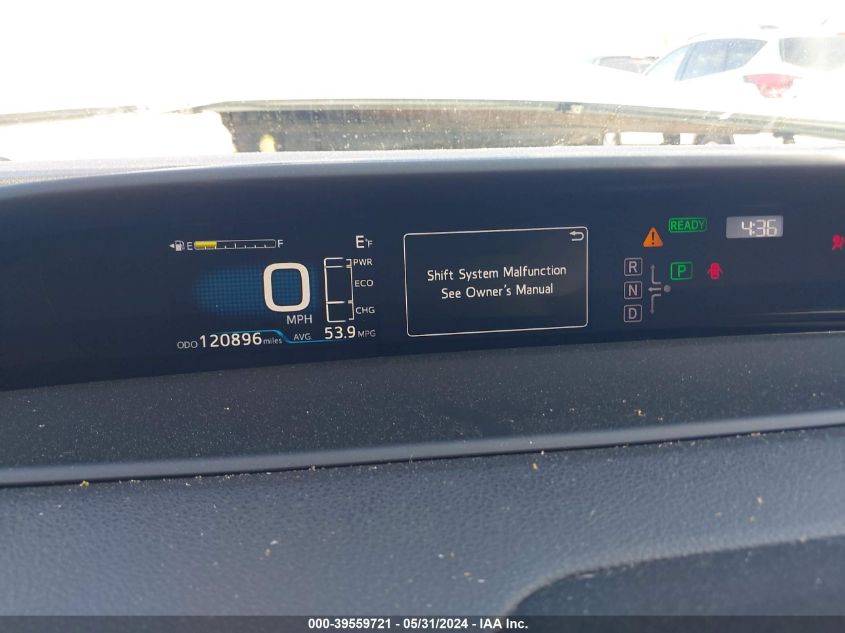 E F
E°F
READY
4:36
PWR
ECO
CHG
0
MPH
Shift System Malfunction
See Owner's Manual
R
N
D
P
ODO 120896 miles
AVG 53.9 MPG
000-39559721 - 05/31/2024 - IAA Inc.